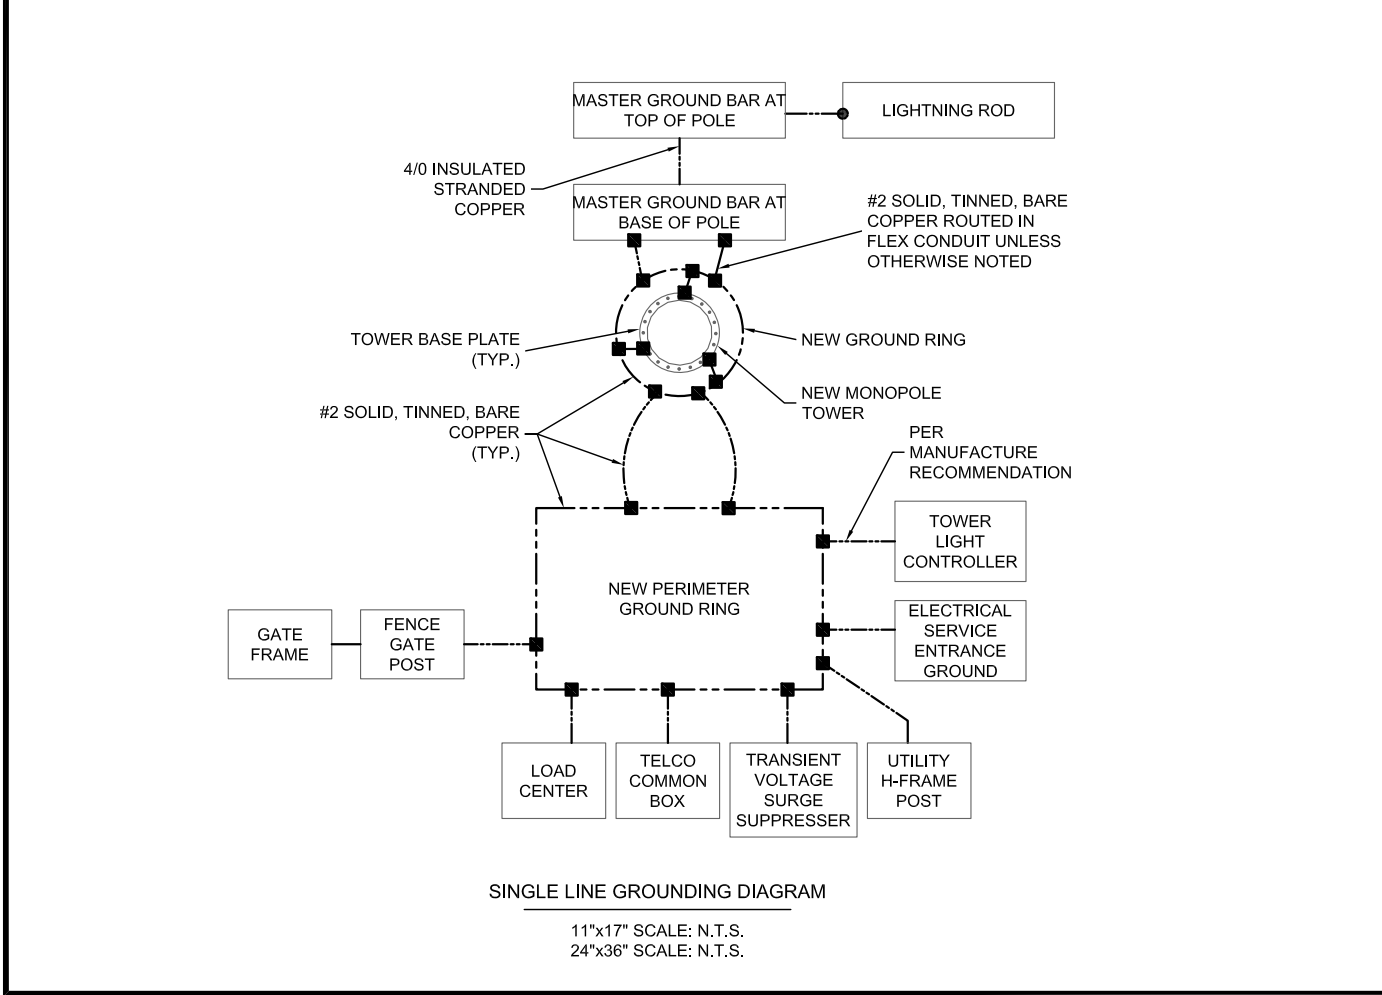 MASTER GROUND BAR AT
TOP OF POLE
LIGHTNING ROD
4/0 INSULATED
STRANDED
COPPER
MASTER GROUND BAR AT
BASE OF POLE
#2 SOLID, TINNED, BARE
COPPER ROUTED IN
FLEX CONDUIT UNLESS
OTHERWISE NOTED
TOWER BASE PLATE
(TYP.)
NEW GROUND RING
NEW MONOPOLE
TOWER
#2 SOLID, TINNED, BARE
COPPER
(TYP.)
PER
MANUFACTURE
RECOMMENDATION
TOWER
LIGHT
CONTROLLER
NEW PERIMETER
GROUND RING
ELECTRICAL
SERVICE
ENTRANCE
GROUND
GATE
FRAME
FENCE
GATE
POST
LOAD
CENTER
TELCO
COMMON
BOX
TRANSIENT
VOLTAGE
SURGE
SUPPRESSER
UTILITY
H-FRAME
POST
SINGLE LINE GROUNDING DIAGRAM
11"x17" SCALE: N.T.S.
24"x36" SCALE: N.T.S.